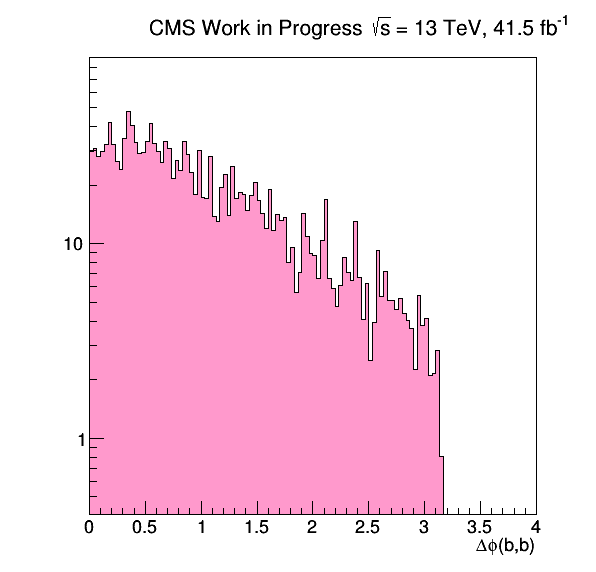 CMS Work in Progress √s = 13 TeV, 41.5 fb⁻¹
10
1
0 0.5 1 1.5 2 2.5 3 3.5 4
Δϕ(b,b)